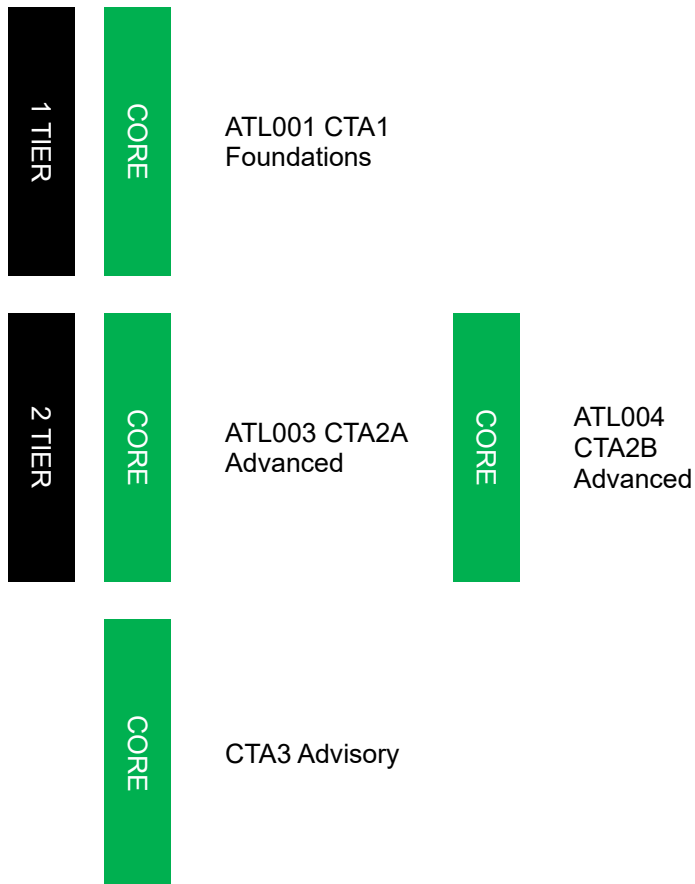 1 TIER
CORE
ATL001 CTA1
Foundations
2 TIER
CORE
ATL003 CTA2A
Advanced
CORE
ATL004
CTA2B
Advanced
CORE
CTA3 Advisory